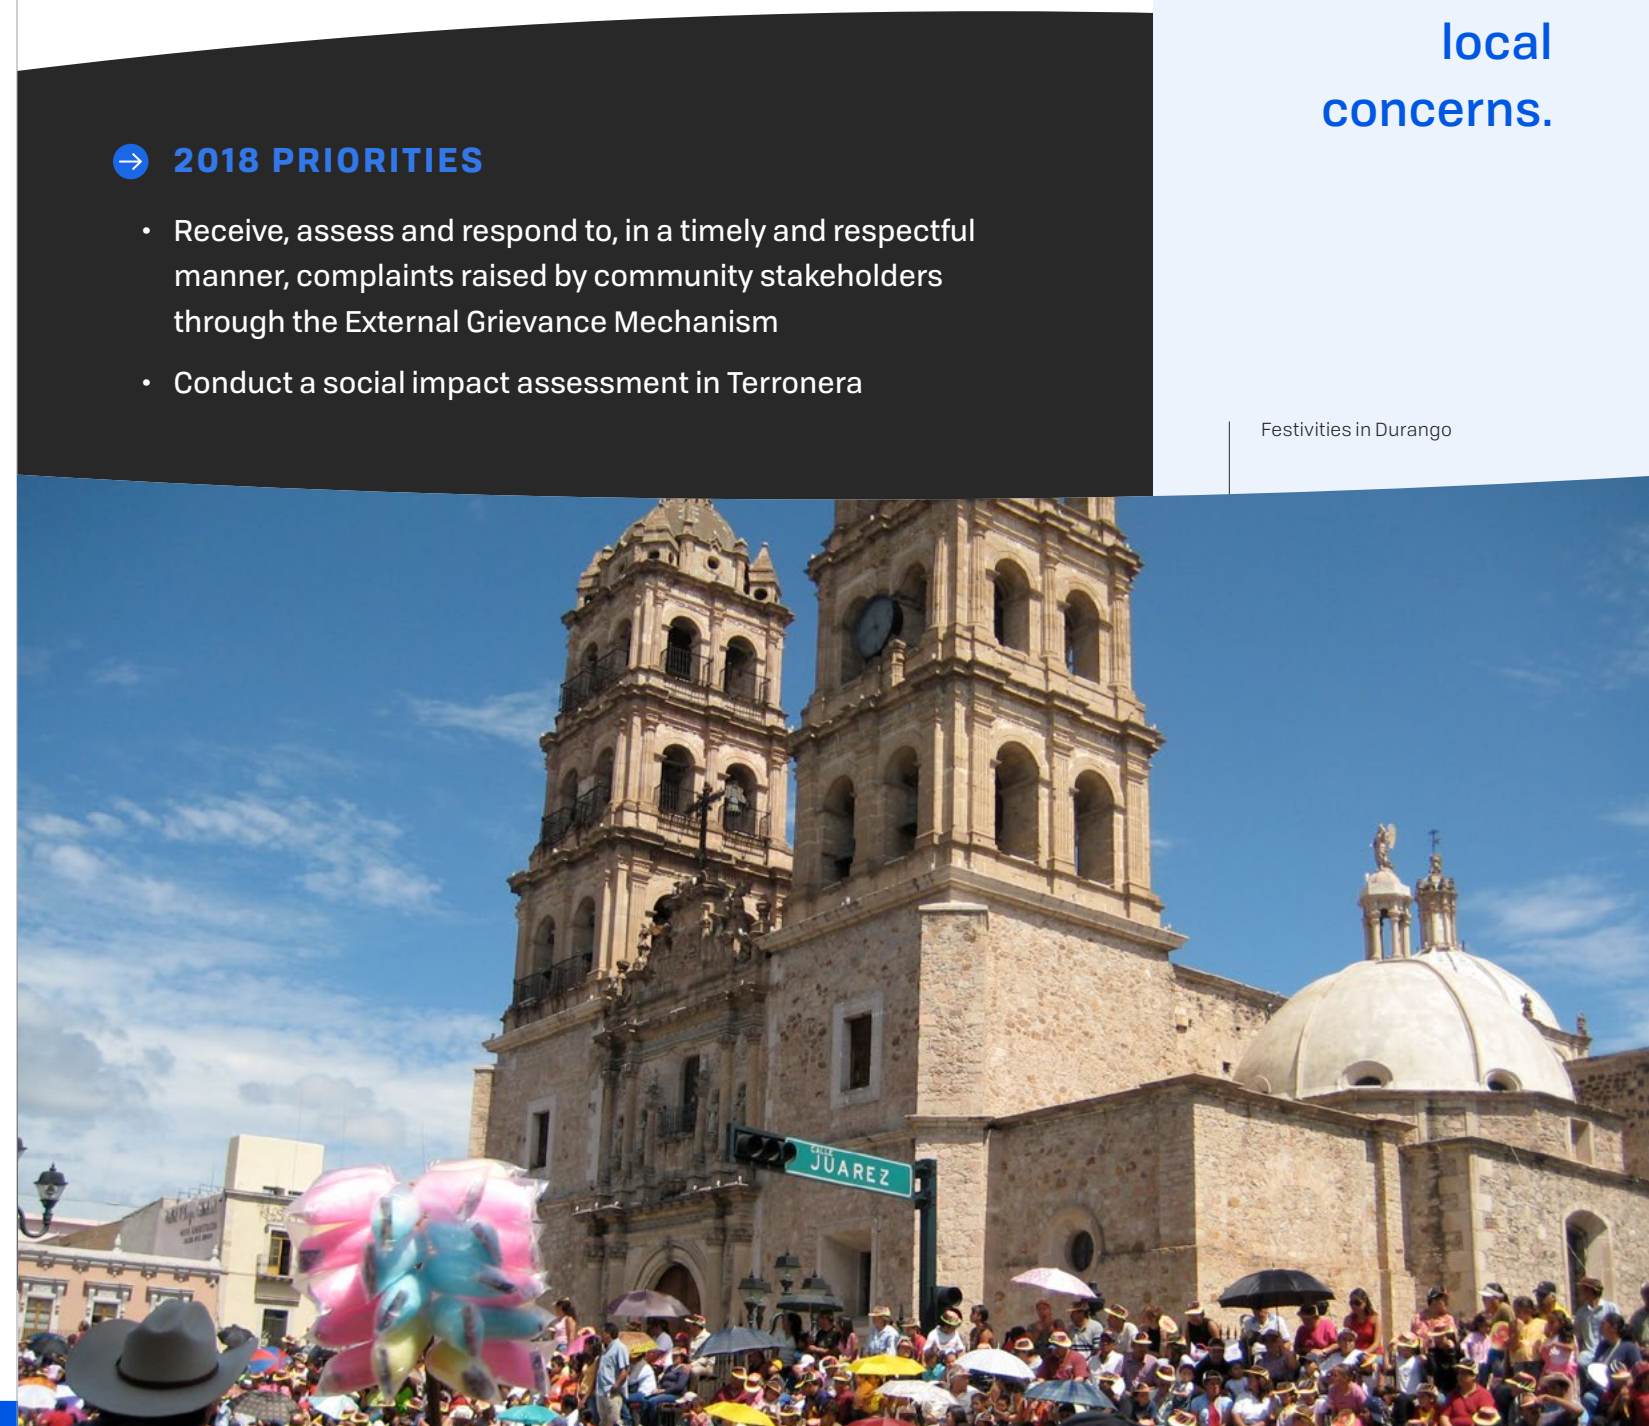 local
concerns.
2018 PRIORITIES
• Receive, assess and respond to, in a timely and respectful
manner, complaints raised by community stakeholders
through the External Grievance Mechanism
• Conduct a social impact assessment in Terronera
Festivities in Durango
CALLE
JUAREZ